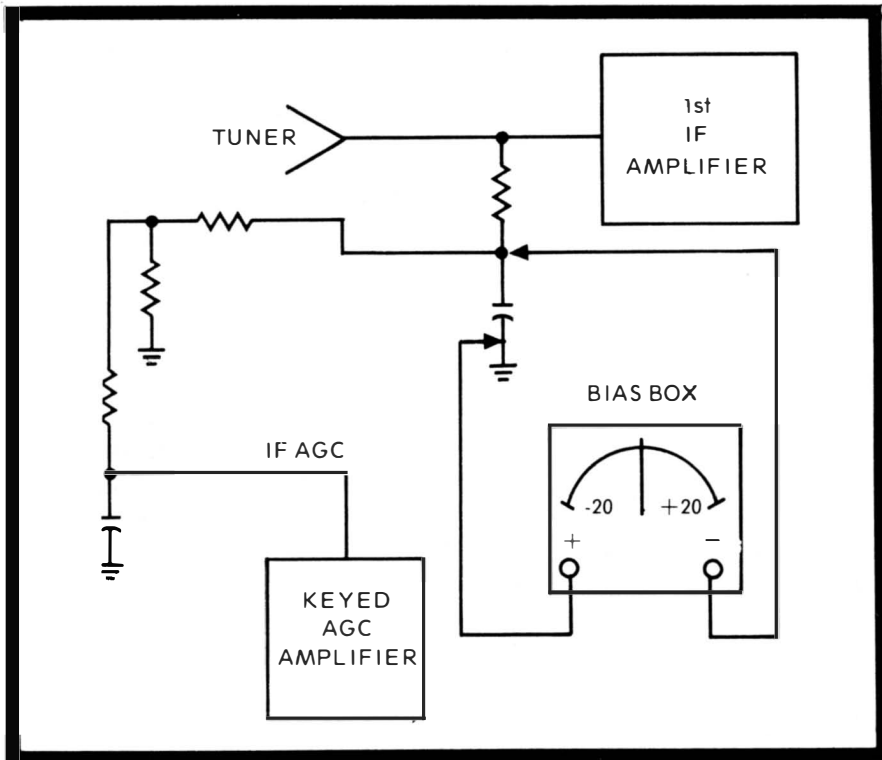 1st
IF
AMPLIFIER
TUNER
BIAS BOX
-20 +20
+ −
IF AGC
KEYED
AGC
AMPLIFIER